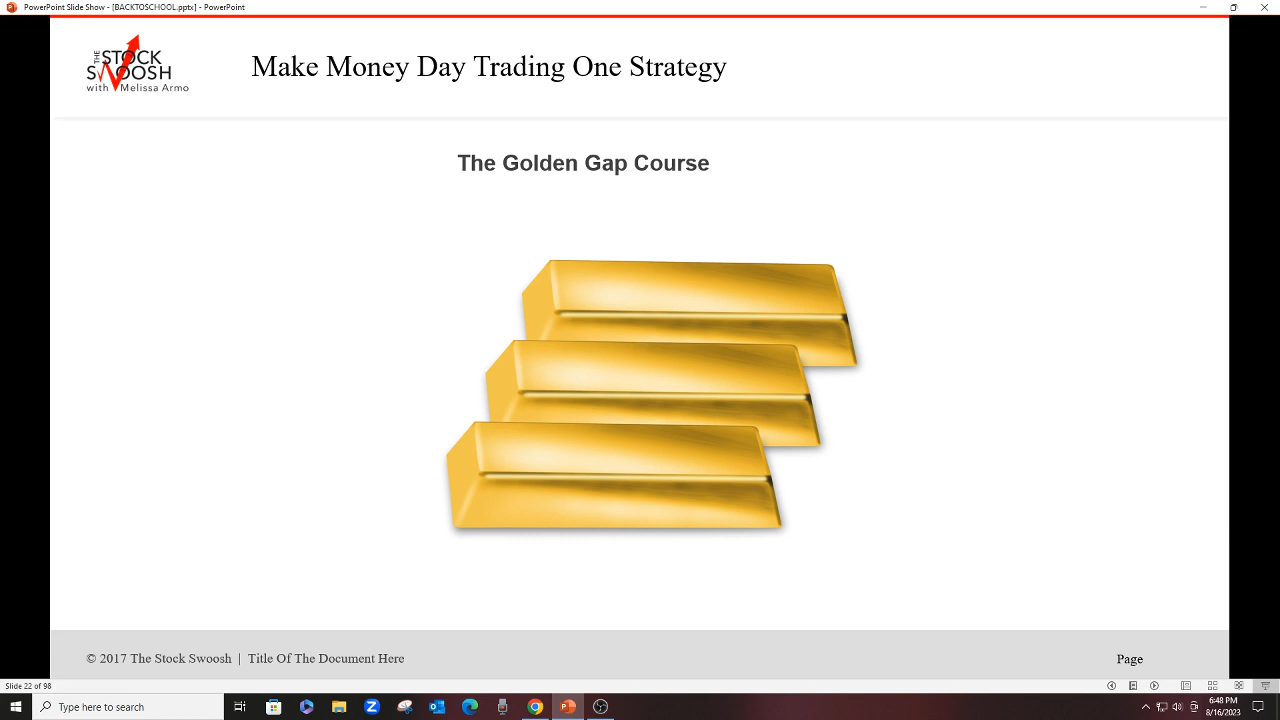 PowerPoint Slide Show - [BACKTOSCHOOL.pptx] - PowerPoint
THE STOCK
SWOOSH
with Melissa Armo
Make Money Day Trading One Strategy
The Golden Gap Course
© 2017 The Stock Swoosh | Title Of The Document Here
Page
Slide 22 of 98
Type here to search
6:48 PM
8/16/2023